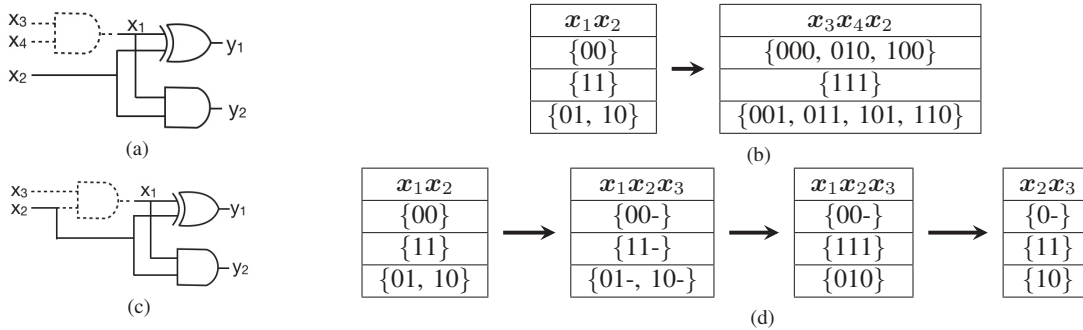 x₃
x₄
x₂
x₁
y₁
y₂
(a)
x₁x₂
{00}
{11}
{01, 10}
x₃x₄x₂
{000, 010, 100}
{111}
{001, 011, 101, 110}
(b)
x₃
x₂
x₁
y₁
y₂
(c)
x₁x₂
{00}
{11}
{01, 10}
x₁x₂x₃
{00-}
{11-}
{01-, 10-}
x₁x₂x₃
{00-}
{111}
{010}
x₂x₃
{0-}
{11}
{10}
(d)